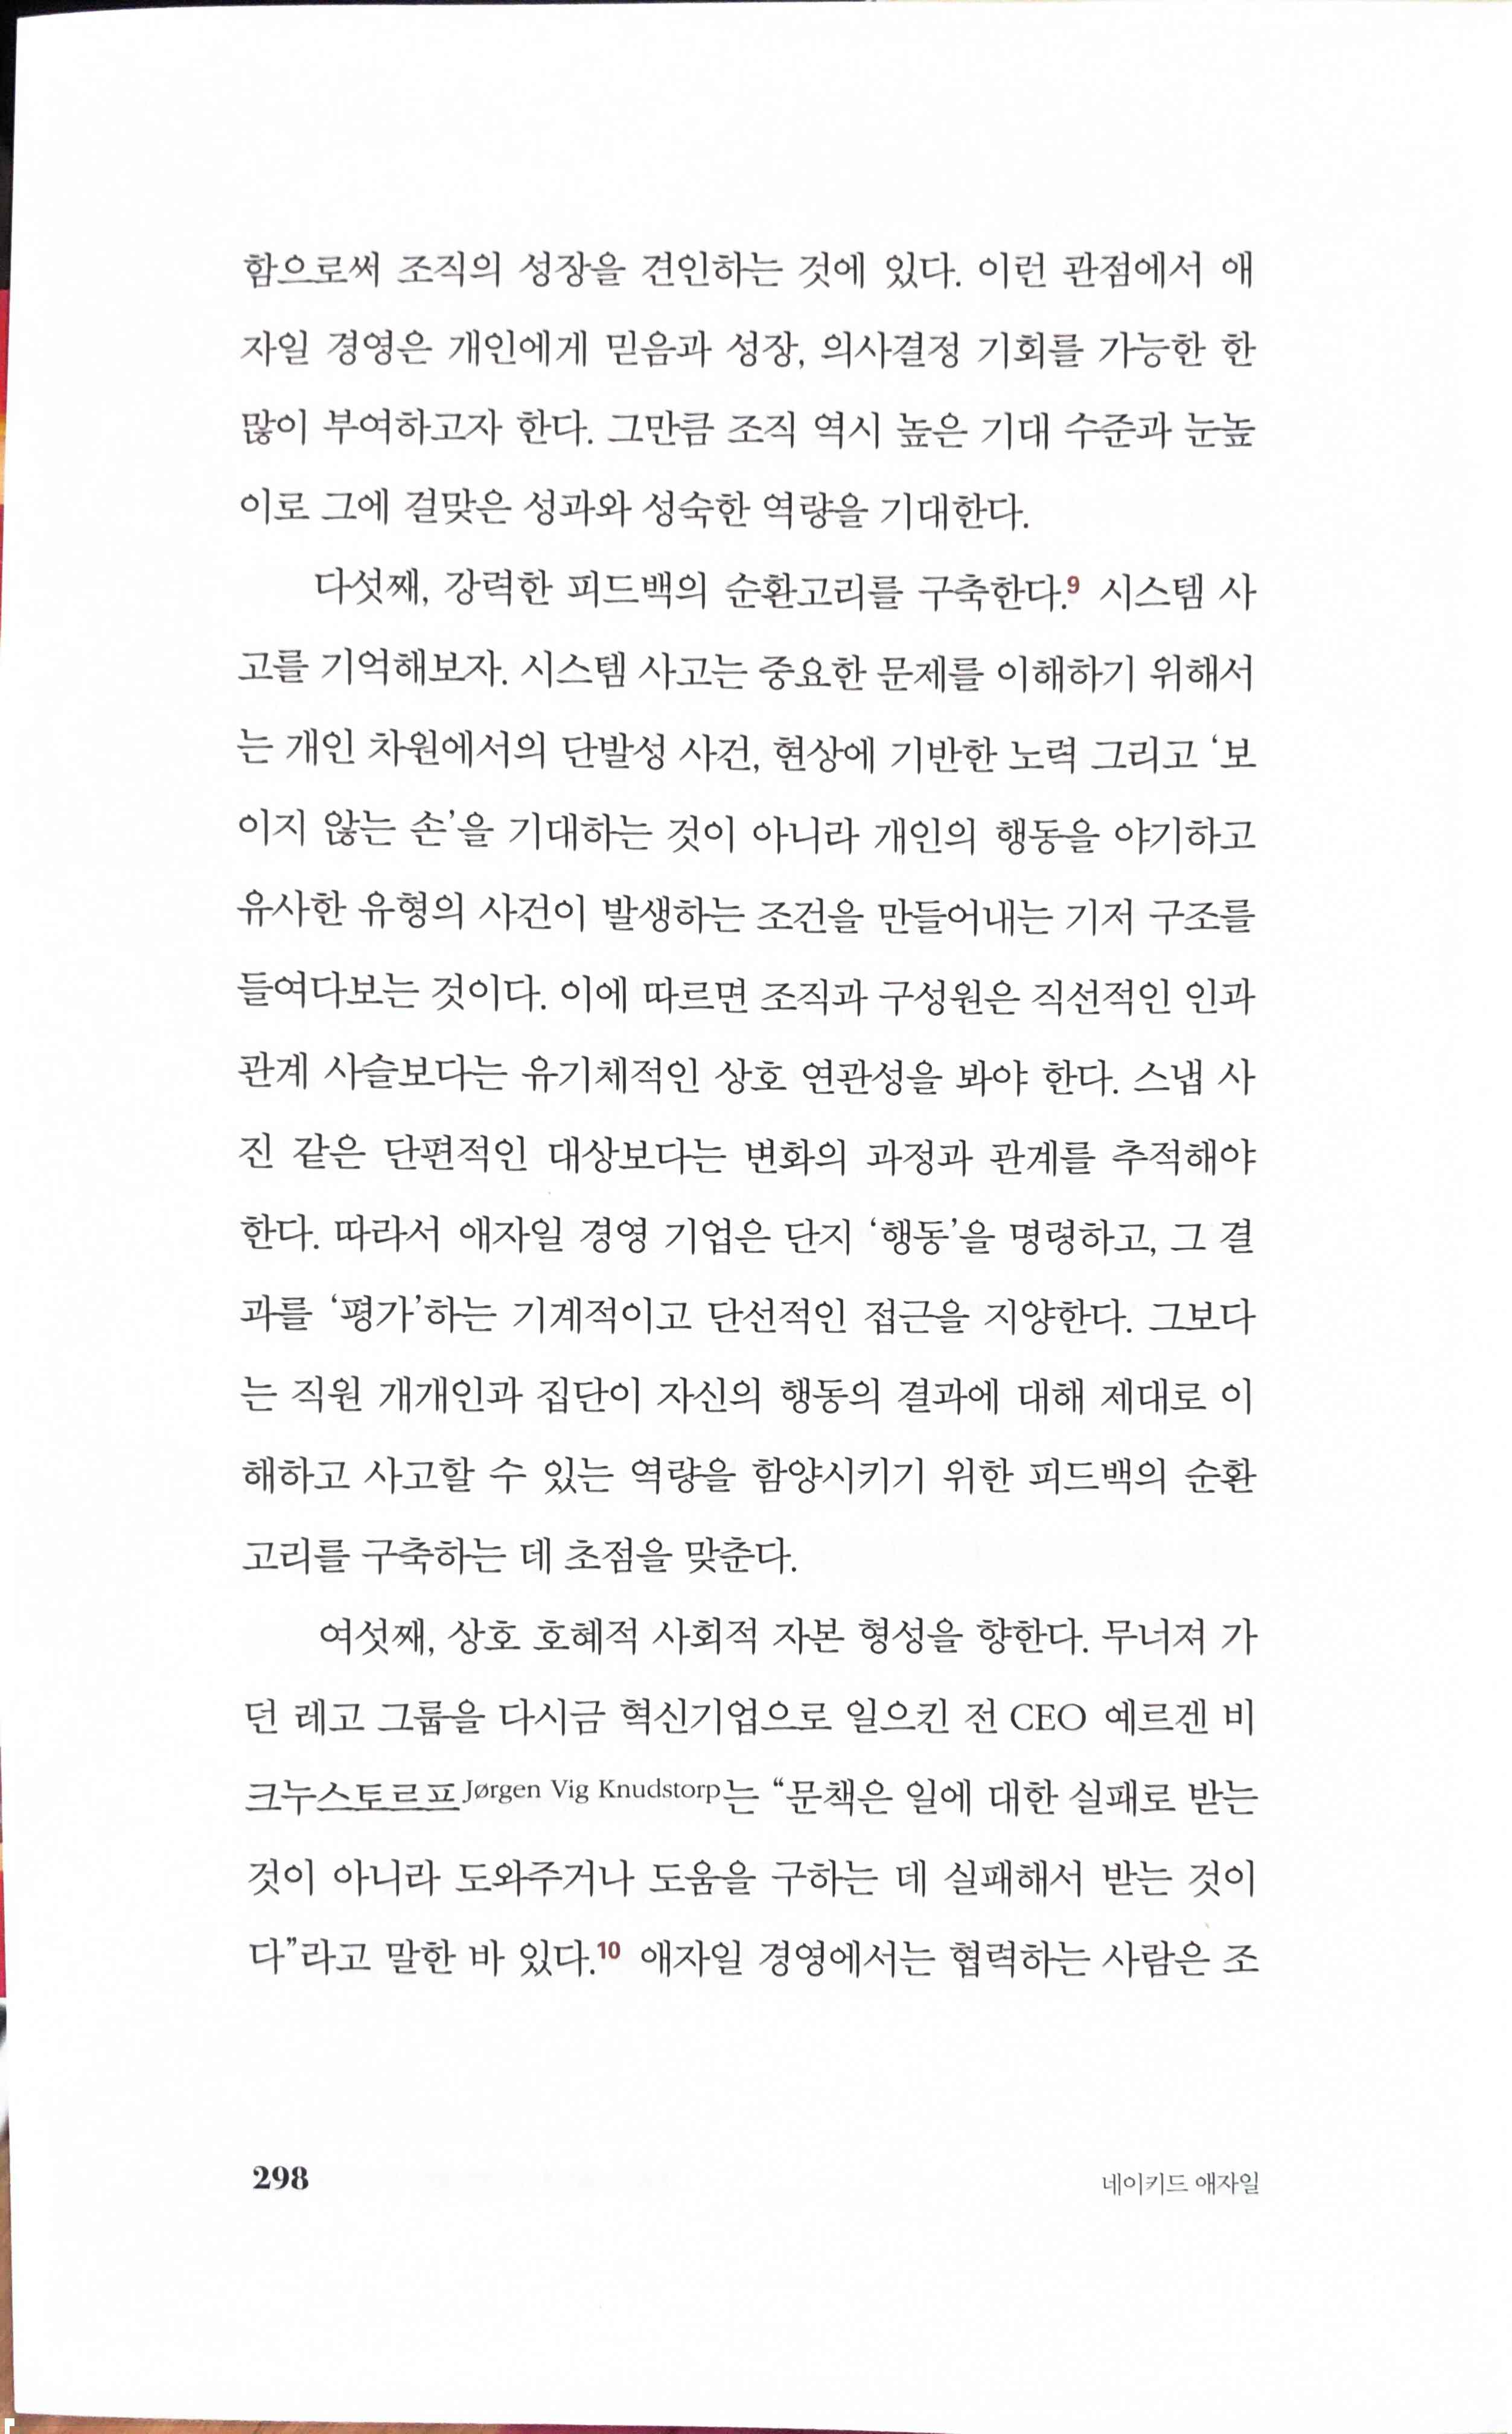 함으로써 조직의 성장을 견인하는 것에 있다. 이런 관점에서 애
자일 경영은 개인에게 믿음과 성장, 의사결정 기회를 가능한 한
많이 부여하고자 한다. 그만큼 조직 역시 높은 기대 수준과 눈높
이로 그에 걸맞은 성과와 성숙한 역량을 기대한다.
다섯째, 강력한 피드백의 순환고리를 구축한다.9 시스템 사
고를 기억해보자. 시스템 사고는 중요한 문제를 이해하기 위해서
는 개인 차원에서의 단발성 사건, 현상에 기반한 노력 그리고 ‘보
이지 않는 손’을 기대하는 것이 아니라 개인의 행동을 야기하고
유사한 유형의 사건이 발생하는 조건을 만들어내는 기저 구조를
들여다보는 것이다. 이에 따르면 조직과 구성원은 직선적인 인과
관계 사슬보다는 유기체적인 상호 연관성을 봐야 한다. 스냅 사
진 같은 단편적인 대상보다는 변화의 과정과 관계를 추적해야
한다. 따라서 애자일 경영 기업은 단지 ‘행동’을 명령하고, 그 결
과를 ‘평가’하는 기계적이고 단선적인 접근을 지양한다. 그보다
는 직원 개개인과 집단이 자신의 행동의 결과에 대해 제대로 이
해하고 사고할 수 있는 역량을 함양시키기 위한 피드백의 순환
고리를 구축하는 데 초점을 맞춘다.
여섯째, 상호 호혜적 사회적 자본 형성을 향한다. 무너져 가
던 레고 그룹을 다시금 혁신기업으로 일으킨 전 CEO 예르겐 비
크누스토르프Jørgen Vig Knudstorp는 “문책은 일에 대한 실패로 받는
것이 아니라 도와주거나 도움을 구하는 데 실패해서 받는 것이
다”라고 말한 바 있다.10 애자일 경영에서는 협력하는 사람은 조
298
네이키드 애자일